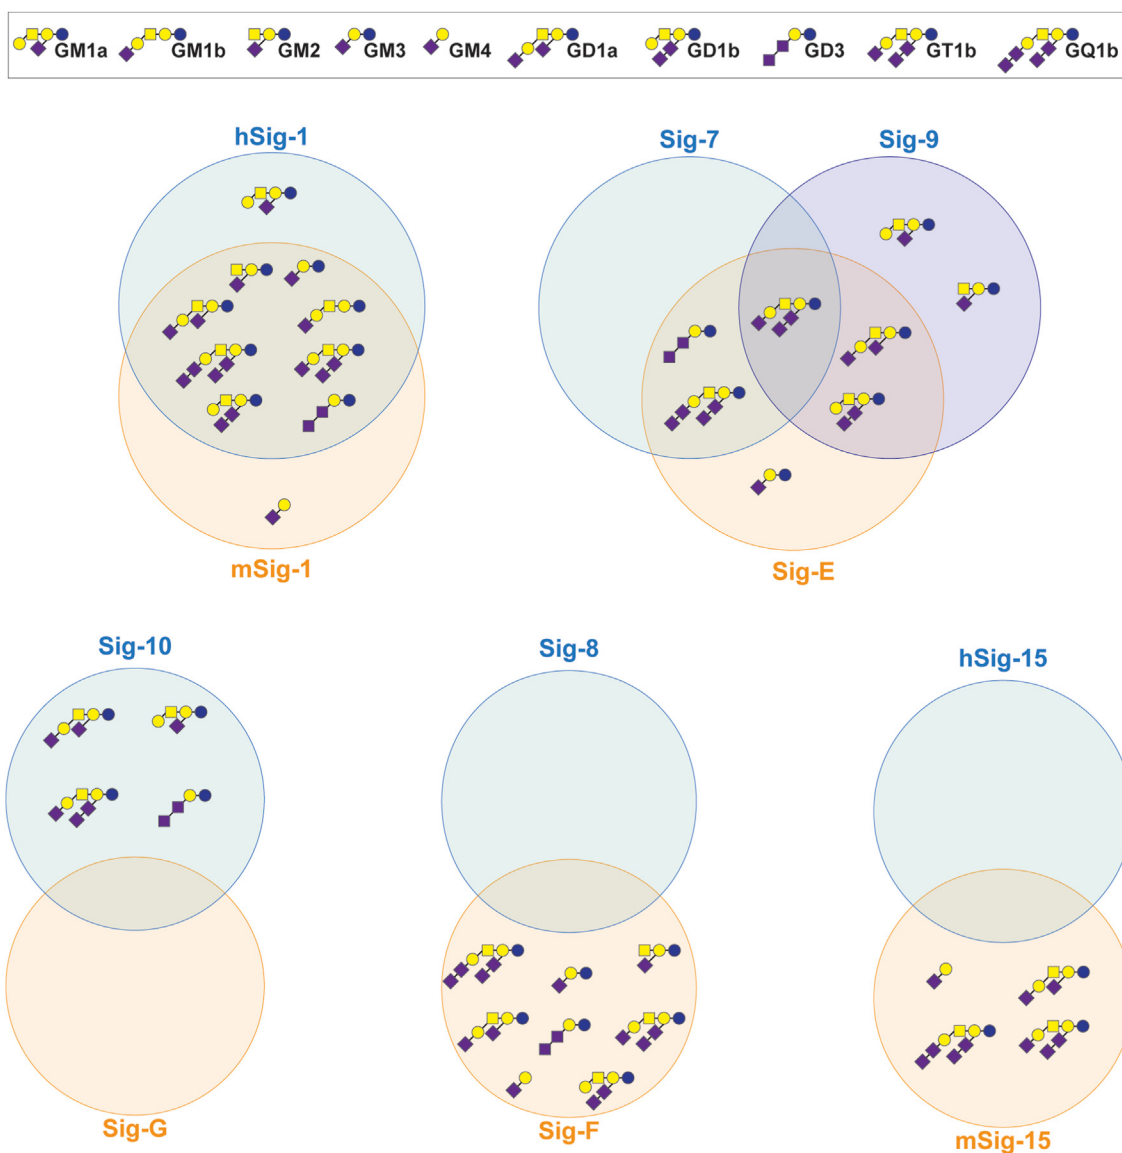 GM1a GM1b GM2 GM3 GM4 GD1a GD1b GD3 GT1b GQ1b
hSig-1 Sig-7 Sig-9
mSig-1 Sig-E
Sig-10 Sig-8 hSig-15
Sig-G Sig-F mSig-15